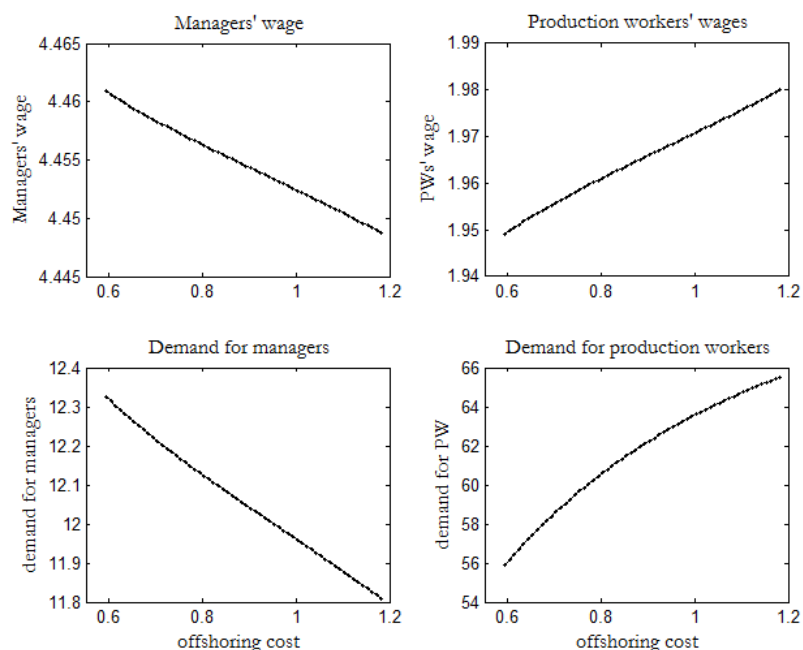 Managers' wage
Managers' wage
4.465
4.46
4.455
4.45
4.445
0.6 0.8 1 1.2
Production workers' wages
PWs' wage
1.99
1.98
1.97
1.96
1.95
1.94
0.6 0.8 1 1.2
Demand for managers
demand for managers
12.4
12.3
12.2
12.1
12
11.9
11.8
0.6 0.8 1 1.2
offshoring cost
Demand for production workers
demand for PW
66
64
62
60
58
56
54
0.6 0.8 1 1.2
offshoring cost